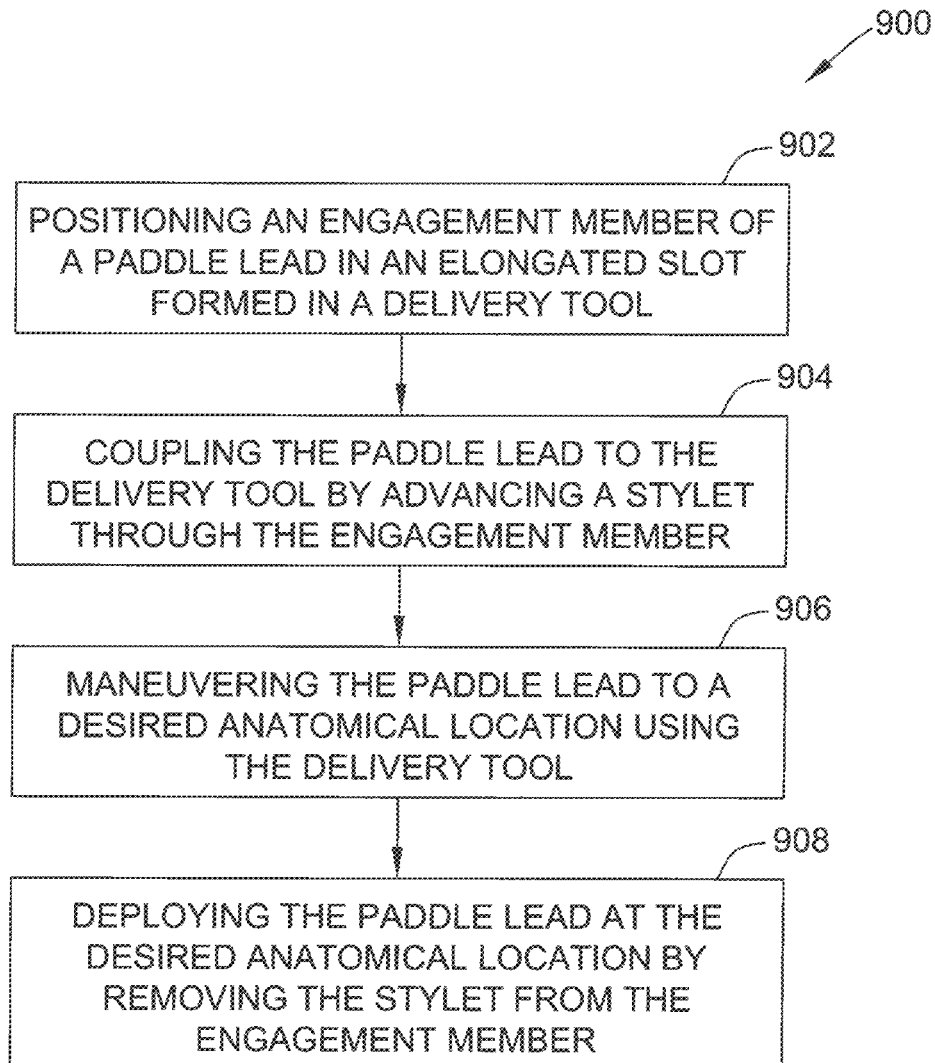 900
902
POSITIONING AN ENGAGEMENT MEMBER OF
A PADDLE LEAD IN AN ELONGATED SLOT
FORMED IN A DELIVERY TOOL
904
COUPLING THE PADDLE LEAD TO THE
DELIVERY TOOL BY ADVANCING A STYLET
THROUGH THE ENGAGEMENT MEMBER
906
MANEUVERING THE PADDLE LEAD TO A
DESIRED ANATOMICAL LOCATION USING
THE DELIVERY TOOL
908
DEPLOYING THE PADDLE LEAD AT THE
DESIRED ANATOMICAL LOCATION BY
REMOVING THE STYLET FROM THE
ENGAGEMENT MEMBER